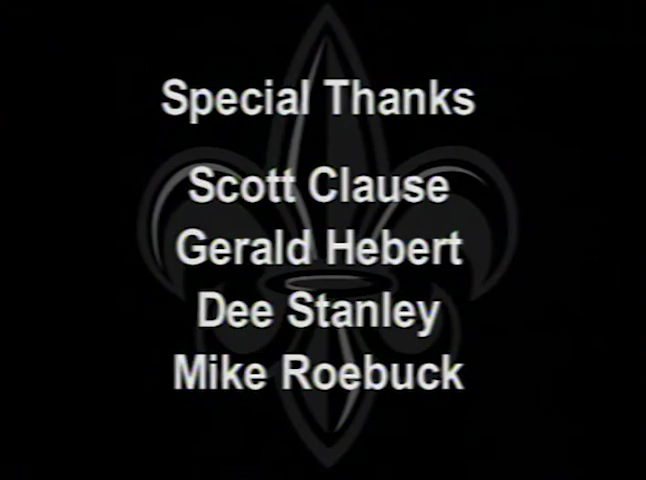 Special Thanks
Scott Clause
Gerald Hebert
Dee Stanley
Mike Roebuck